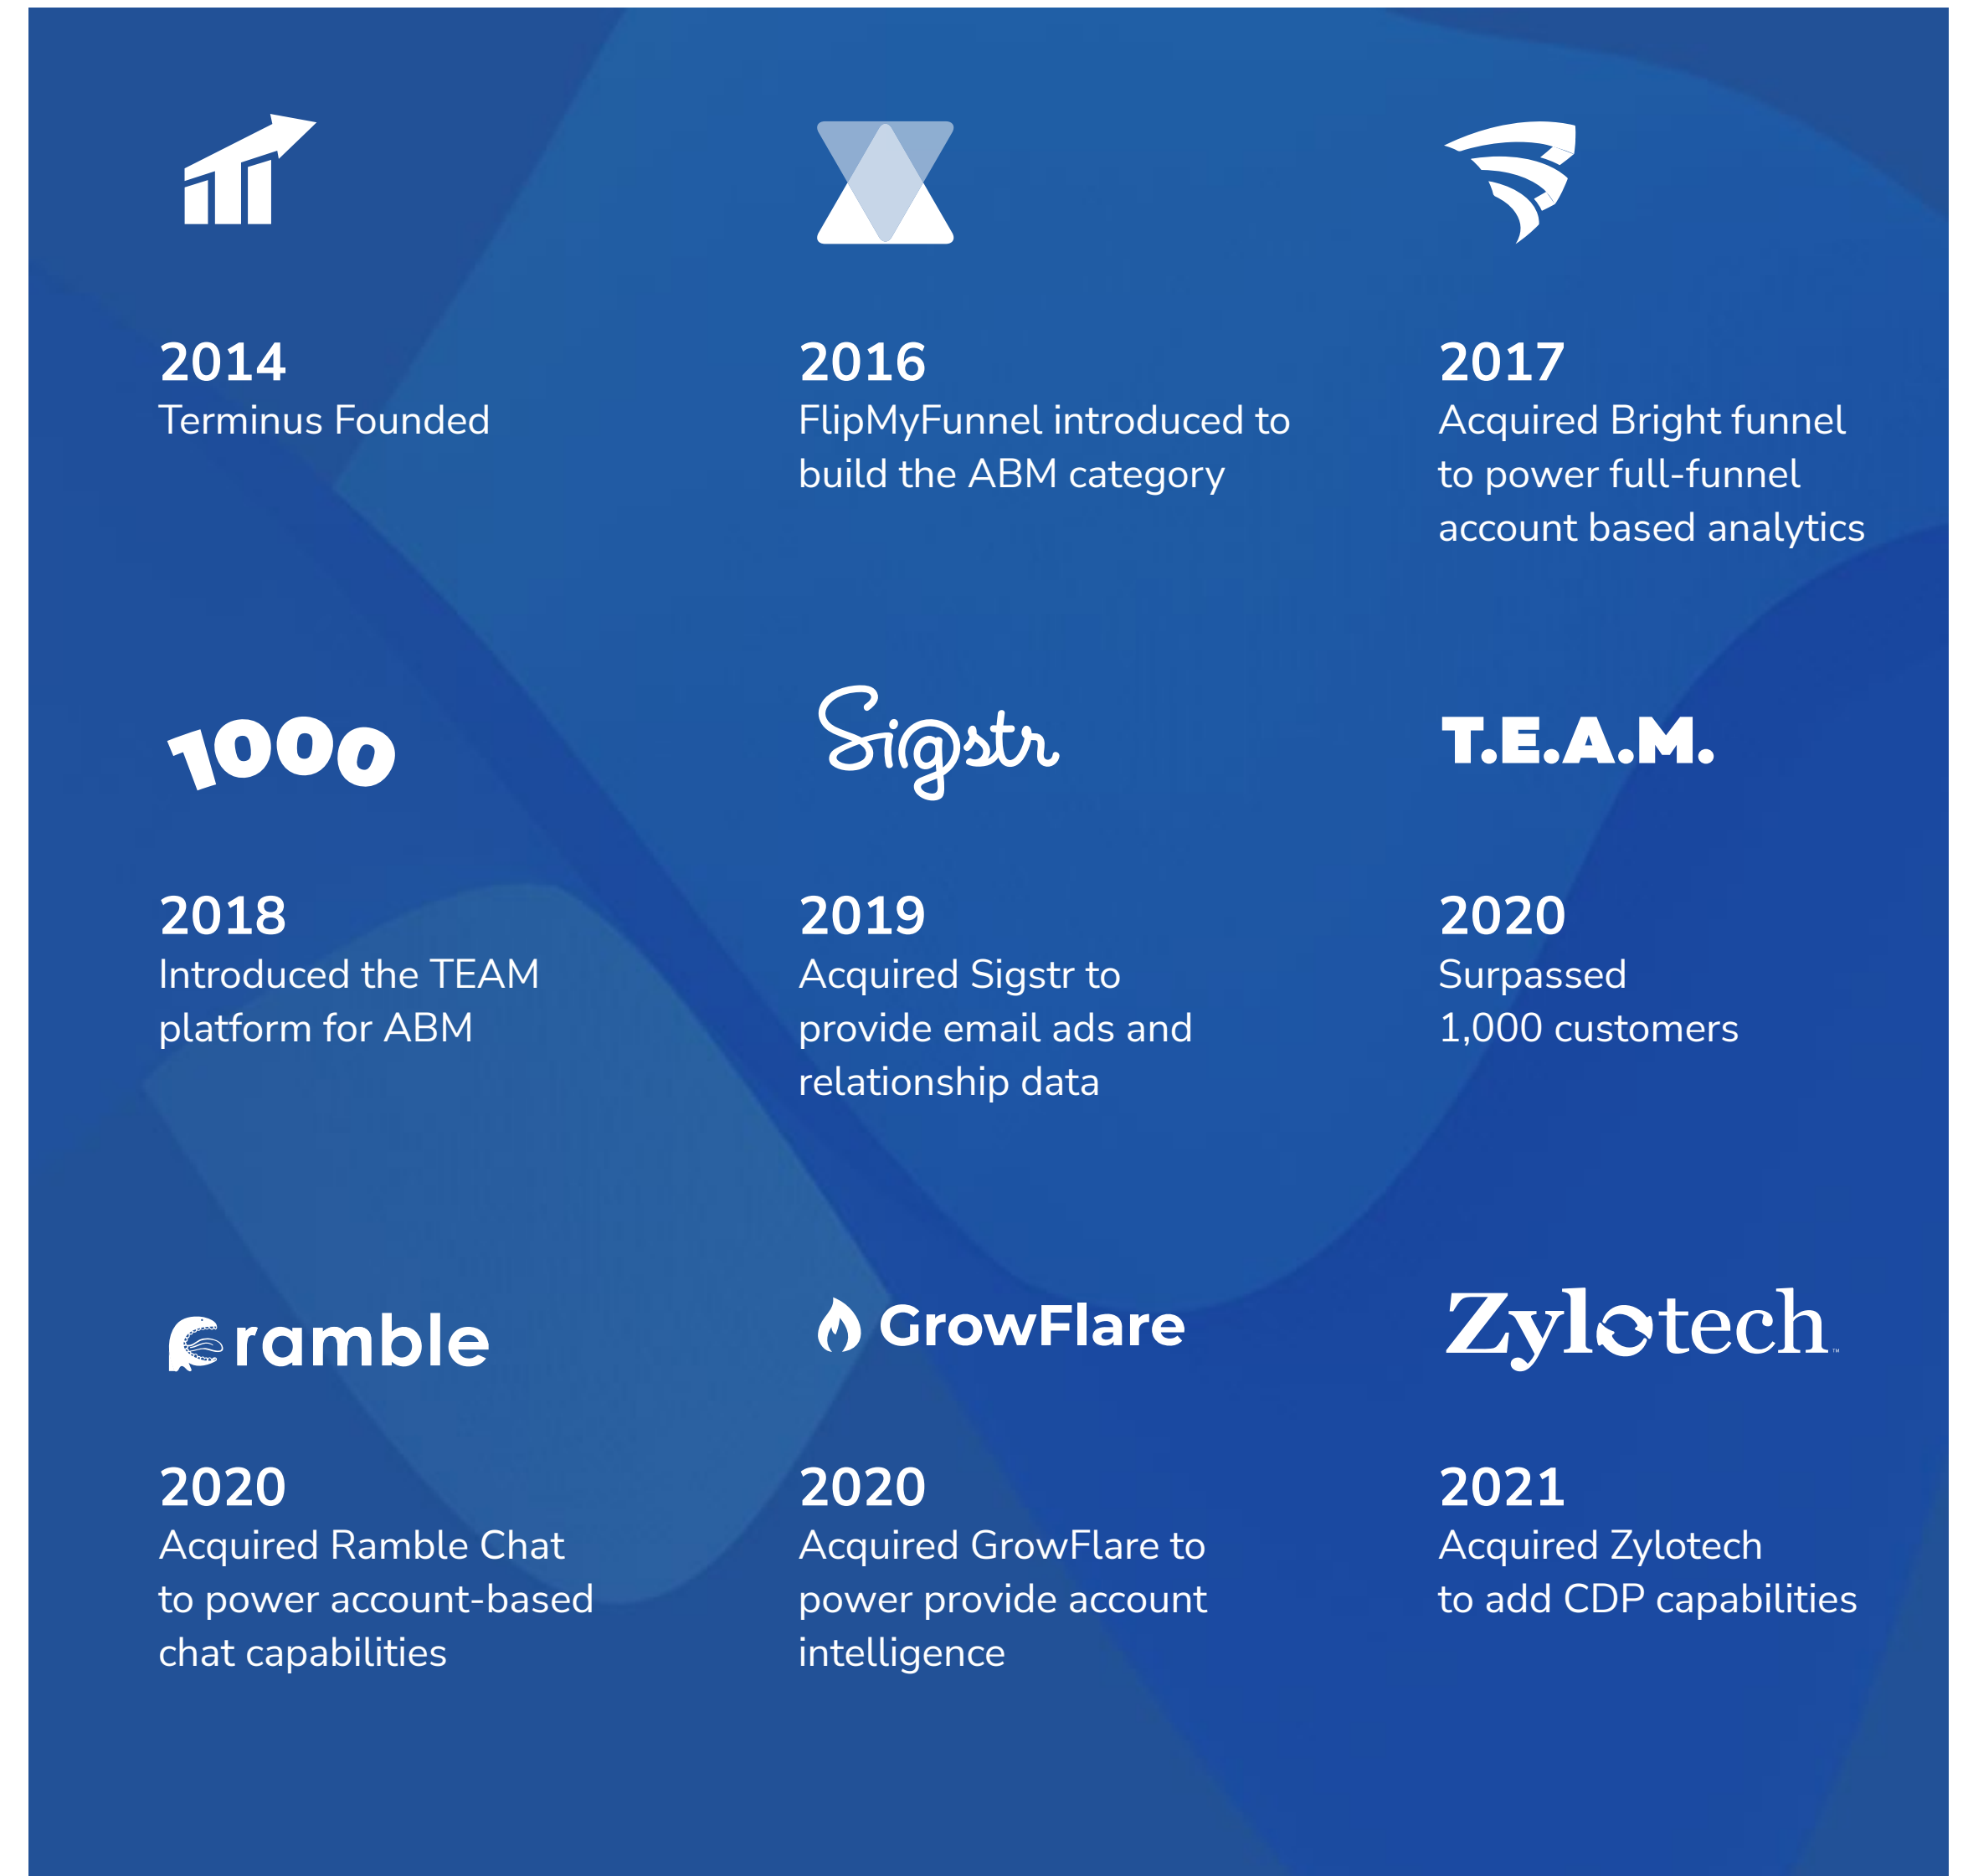 2014
Terminus Founded
2016
FlipMyFunnel introduced to
build the ABM category
2017
Acquired Bright funnel
to power full-funnel
account based analytics
1000
2018
Introduced the TEAM
platform for ABM
Sigstr
2019
Acquired Sigstr to
provide email ads and
relationship data
T.E.A.M.
2020
Surpassed
1,000 customers
ramble
2020
Acquired Ramble Chat
to power account-based
chat capabilities
GrowFlare
2020
Acquired GrowFlare to
power provide account
intelligence
Zylotech™
2021
Acquired Zylotech
to add CDP capabilities